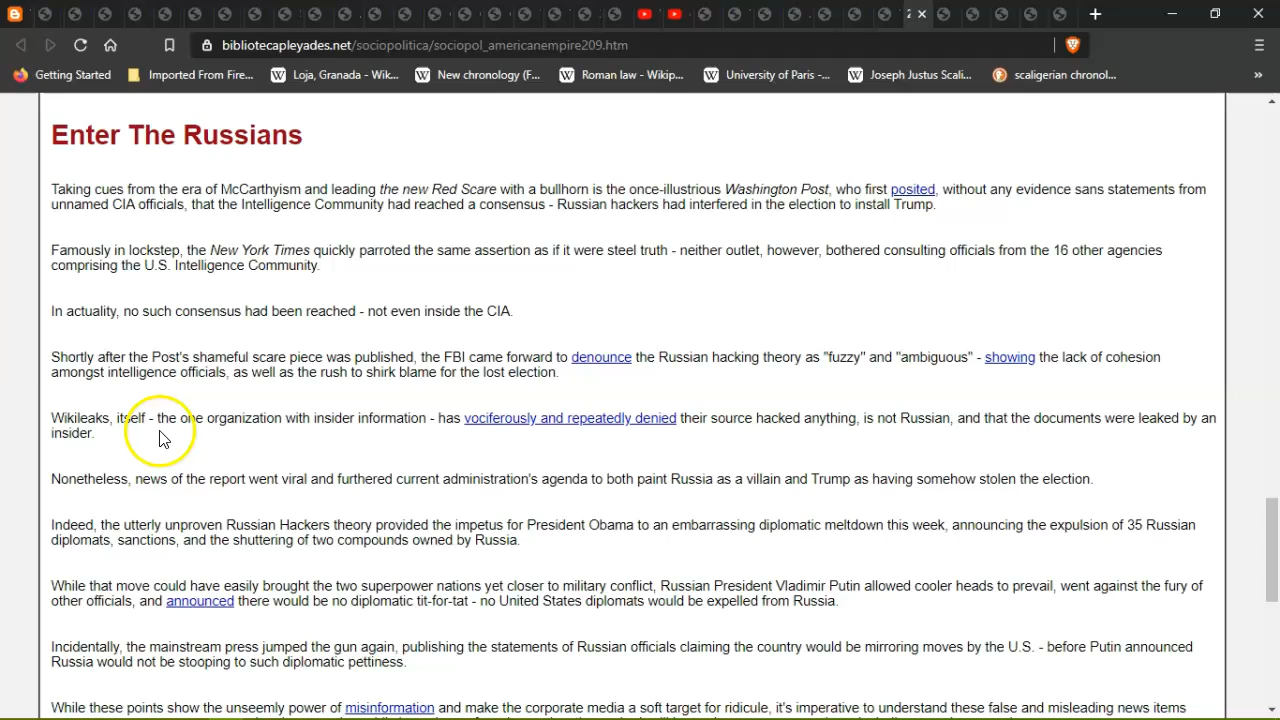 2
bibliotecapleyades.net/sociopolitica/sociopol_americanempire209.htm
Getting Started Imported From Fire... Loja, Granada - Wik... New chronology (F... Roman law - Wikip... University of Paris -... Joseph Justus Scali... scaligerian chronol... »
Enter The Russians
Taking cues from the era of McCarthyism and leading the new Red Scare with a bullhorn is the once-illustrious Washington Post, who first posited, without any evidence sans statements from
unnamed CIA officials, that the Intelligence Community had reached a consensus - Russian hackers had interfered in the election to install Trump.
Famously in lockstep, the New York Times quickly parroted the same assertion as if it were steel truth - neither outlet, however, bothered consulting officials from the 16 other agencies
comprising the U.S. Intelligence Community.
In actuality, no such consensus had been reached - not even inside the CIA.
Shortly after the Post's shameful scare piece was published, the FBI came forward to denounce the Russian hacking theory as "fuzzy" and "ambiguous" - showing the lack of cohesion
amongst intelligence officials, as well as the rush to shirk blame for the lost election.
Wikileaks, itself - the one organization with insider information - has vociferously and repeatedly denied their source hacked anything, is not Russian, and that the documents were leaked by an
insider.
Nonetheless, news of the report went viral and furthered current administration's agenda to both paint Russia as a villain and Trump as having somehow stolen the election.
Indeed, the utterly unproven Russian Hackers theory provided the impetus for President Obama to an embarrassing diplomatic meltdown this week, announcing the expulsion of 35 Russian
diplomats, sanctions, and the shuttering of two compounds owned by Russia.
While that move could have easily brought the two superpower nations yet closer to military conflict, Russian President Vladimir Putin allowed cooler heads to prevail, went against the fury of
other officials, and announced there would be no diplomatic tit-for-tat - no United States diplomats would be expelled from Russia.
Incidentally, the mainstream press jumped the gun again, publishing the statements of Russian officials claiming the country would be mirroring moves by the U.S. - before Putin announced
Russia would not be stooping to such diplomatic pettiness.
While these points show the unseemly power of misinformation and make the corporate media a soft target for ridicule, it's imperative to understand these false and misleading news items